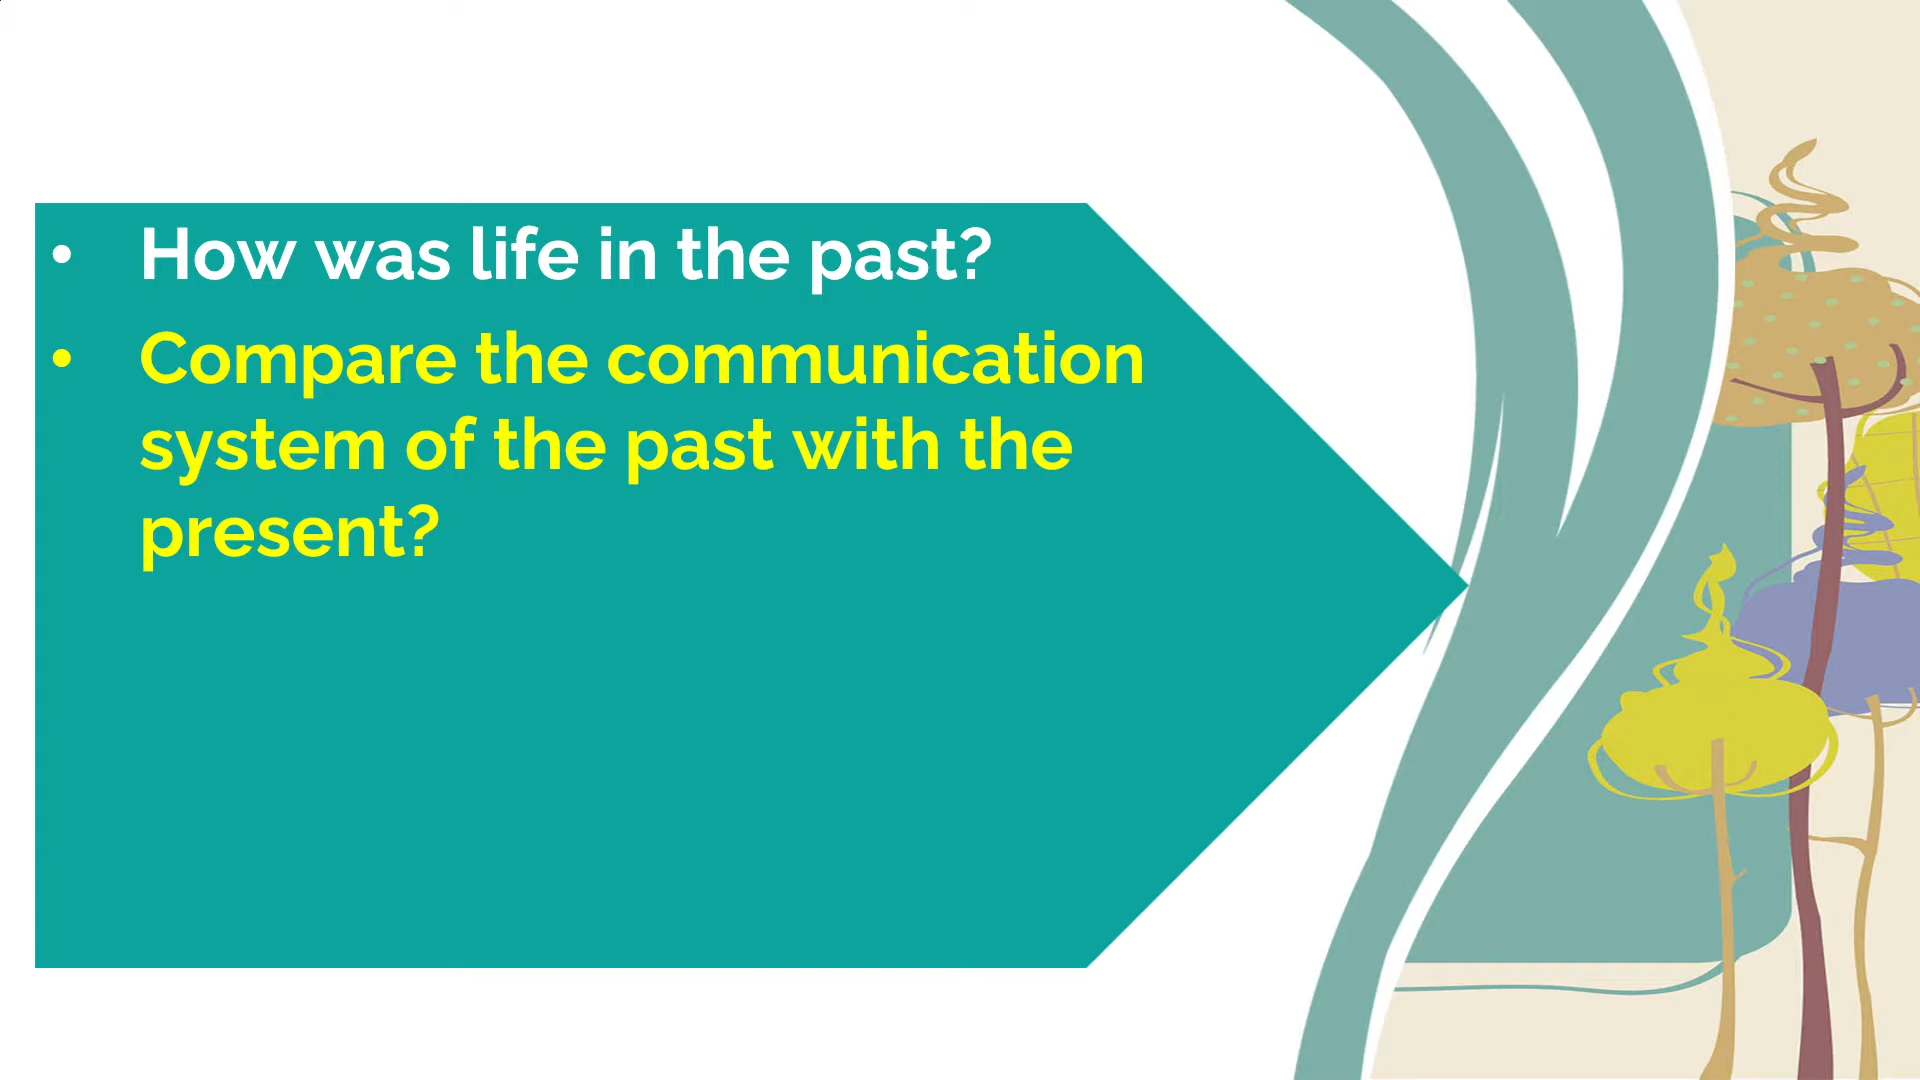 • How was life in the past?
• Compare the communication
system of the past with the
present?